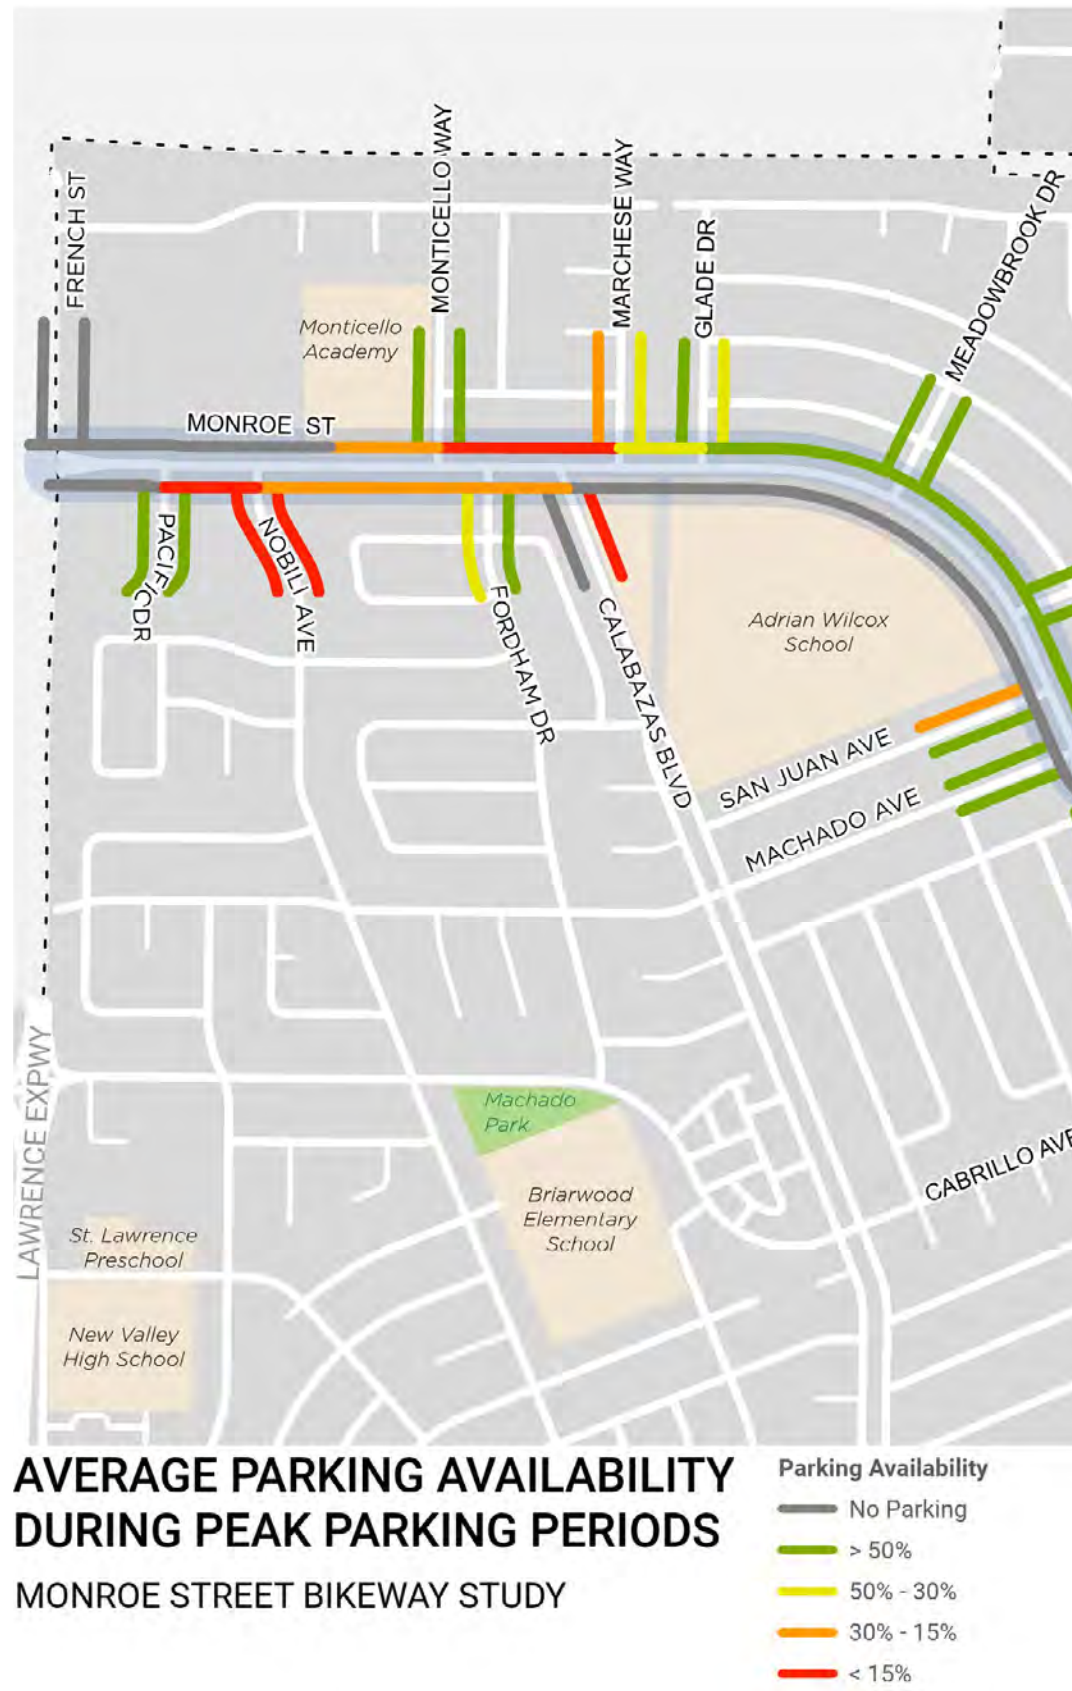 FRENCH ST
MONTICELLO WAY
MARCHESE WAY
GLADE DR
MEADOWBROOK DR
Monticello
Academy
MONROE ST
PACIFIC DR
NOBILI AVE
FORDHAM DR
CALABAZAS BLVD
Adrian Wilcox
School
SAN JUAN AVE
MACHADO AVE
LAWRENCE EXPWY
Machado
Park
CABRILLO AVE
Briarwood
Elementary
School
St. Lawrence
Preschool
New Valley
High School
AVERAGE PARKING AVAILABILITY
DURING PEAK PARKING PERIODS
MONROE STREET BIKEWAY STUDY
Parking Availability
No Parking
> 50%
50% - 30%
30% - 15%
< 15%